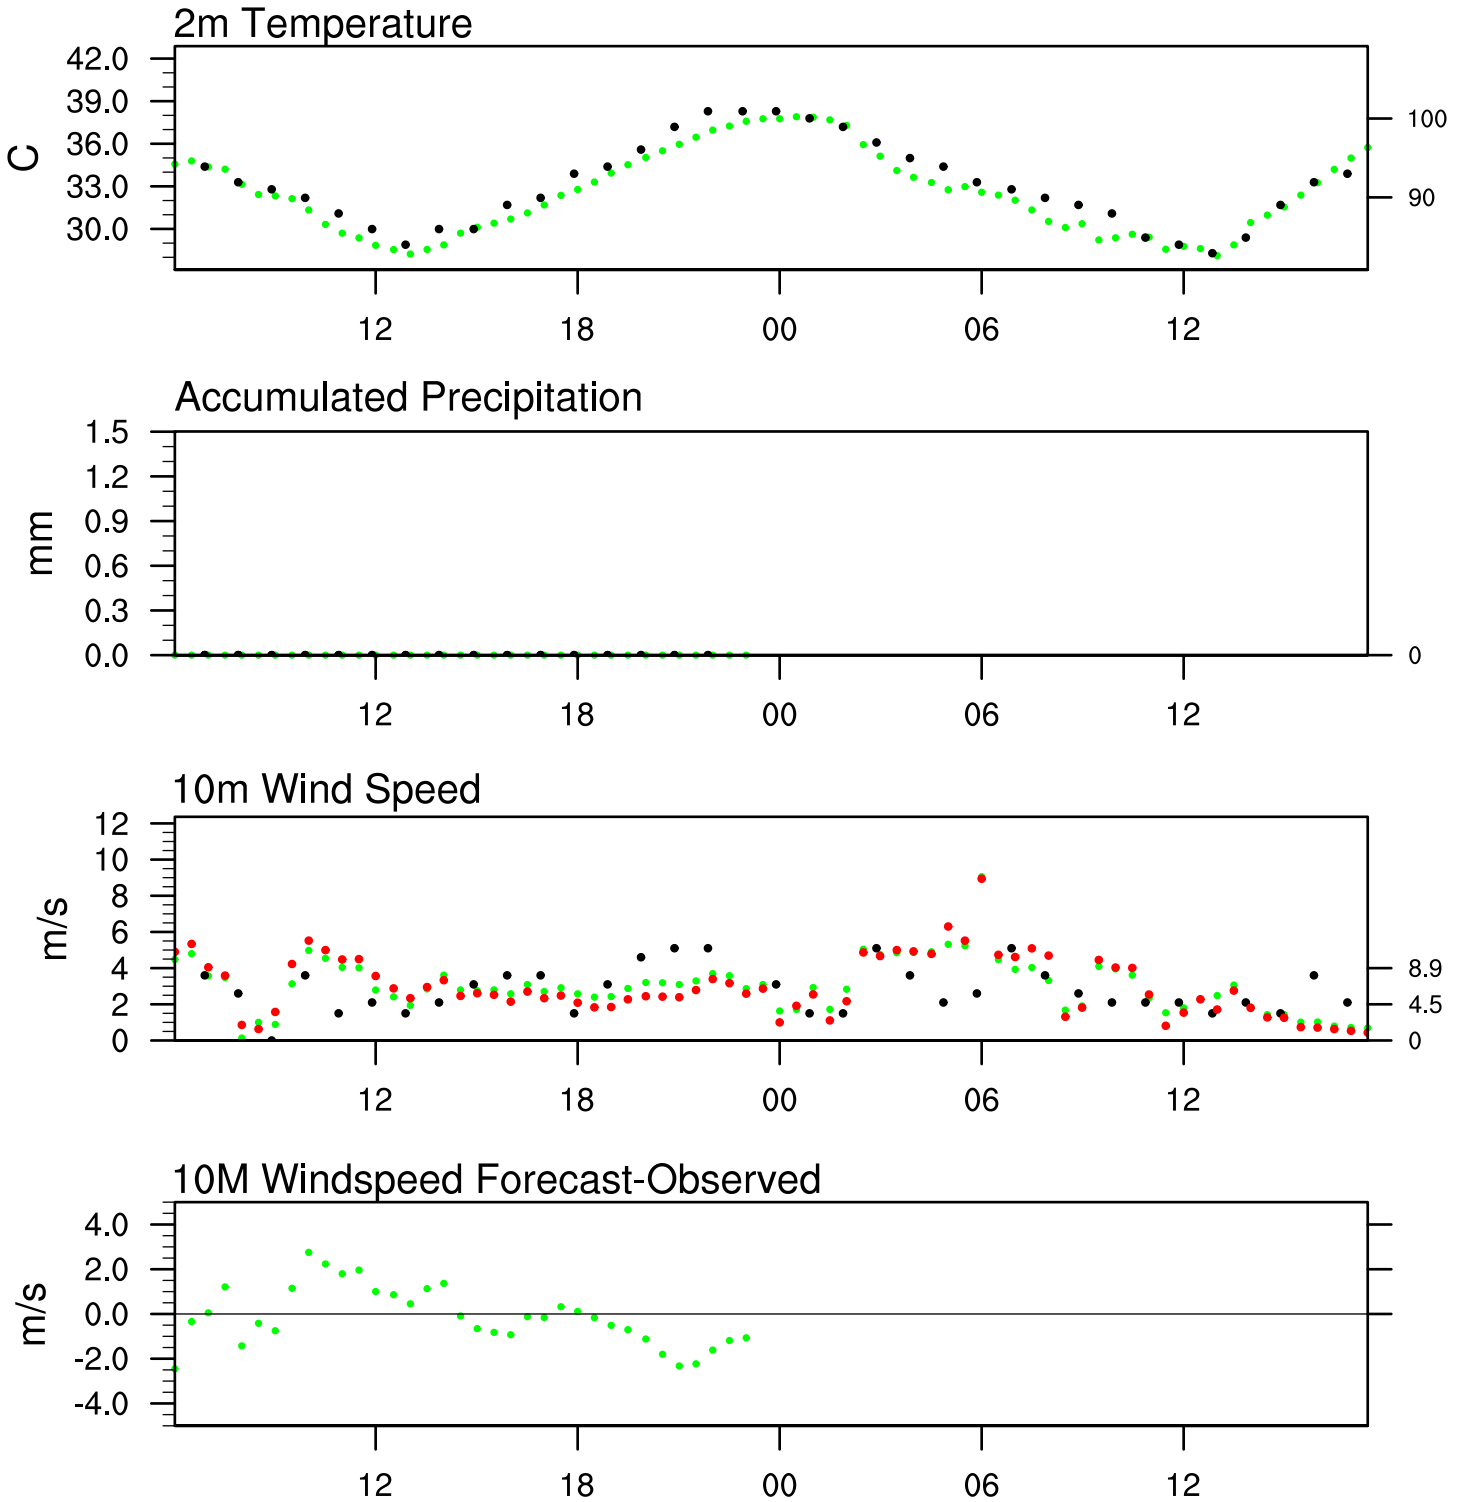 2m Temperature
42.0
39.0
36.0
33.0
30.0
C
100
90
12 18 00 06 12
Accumulated Precipitation
1.5
1.2
0.9
0.6
0.3
0.0
mm
0
12 18 00 06 12
10m Wind Speed
12
10
8
6
4
2
0
m/s
8.9
4.5
0
12 18 00 06 12
10M Windspeed Forecast-Observed
4.0
2.0
0.0
-2.0
-4.0
m/s
12 18 00 06 12